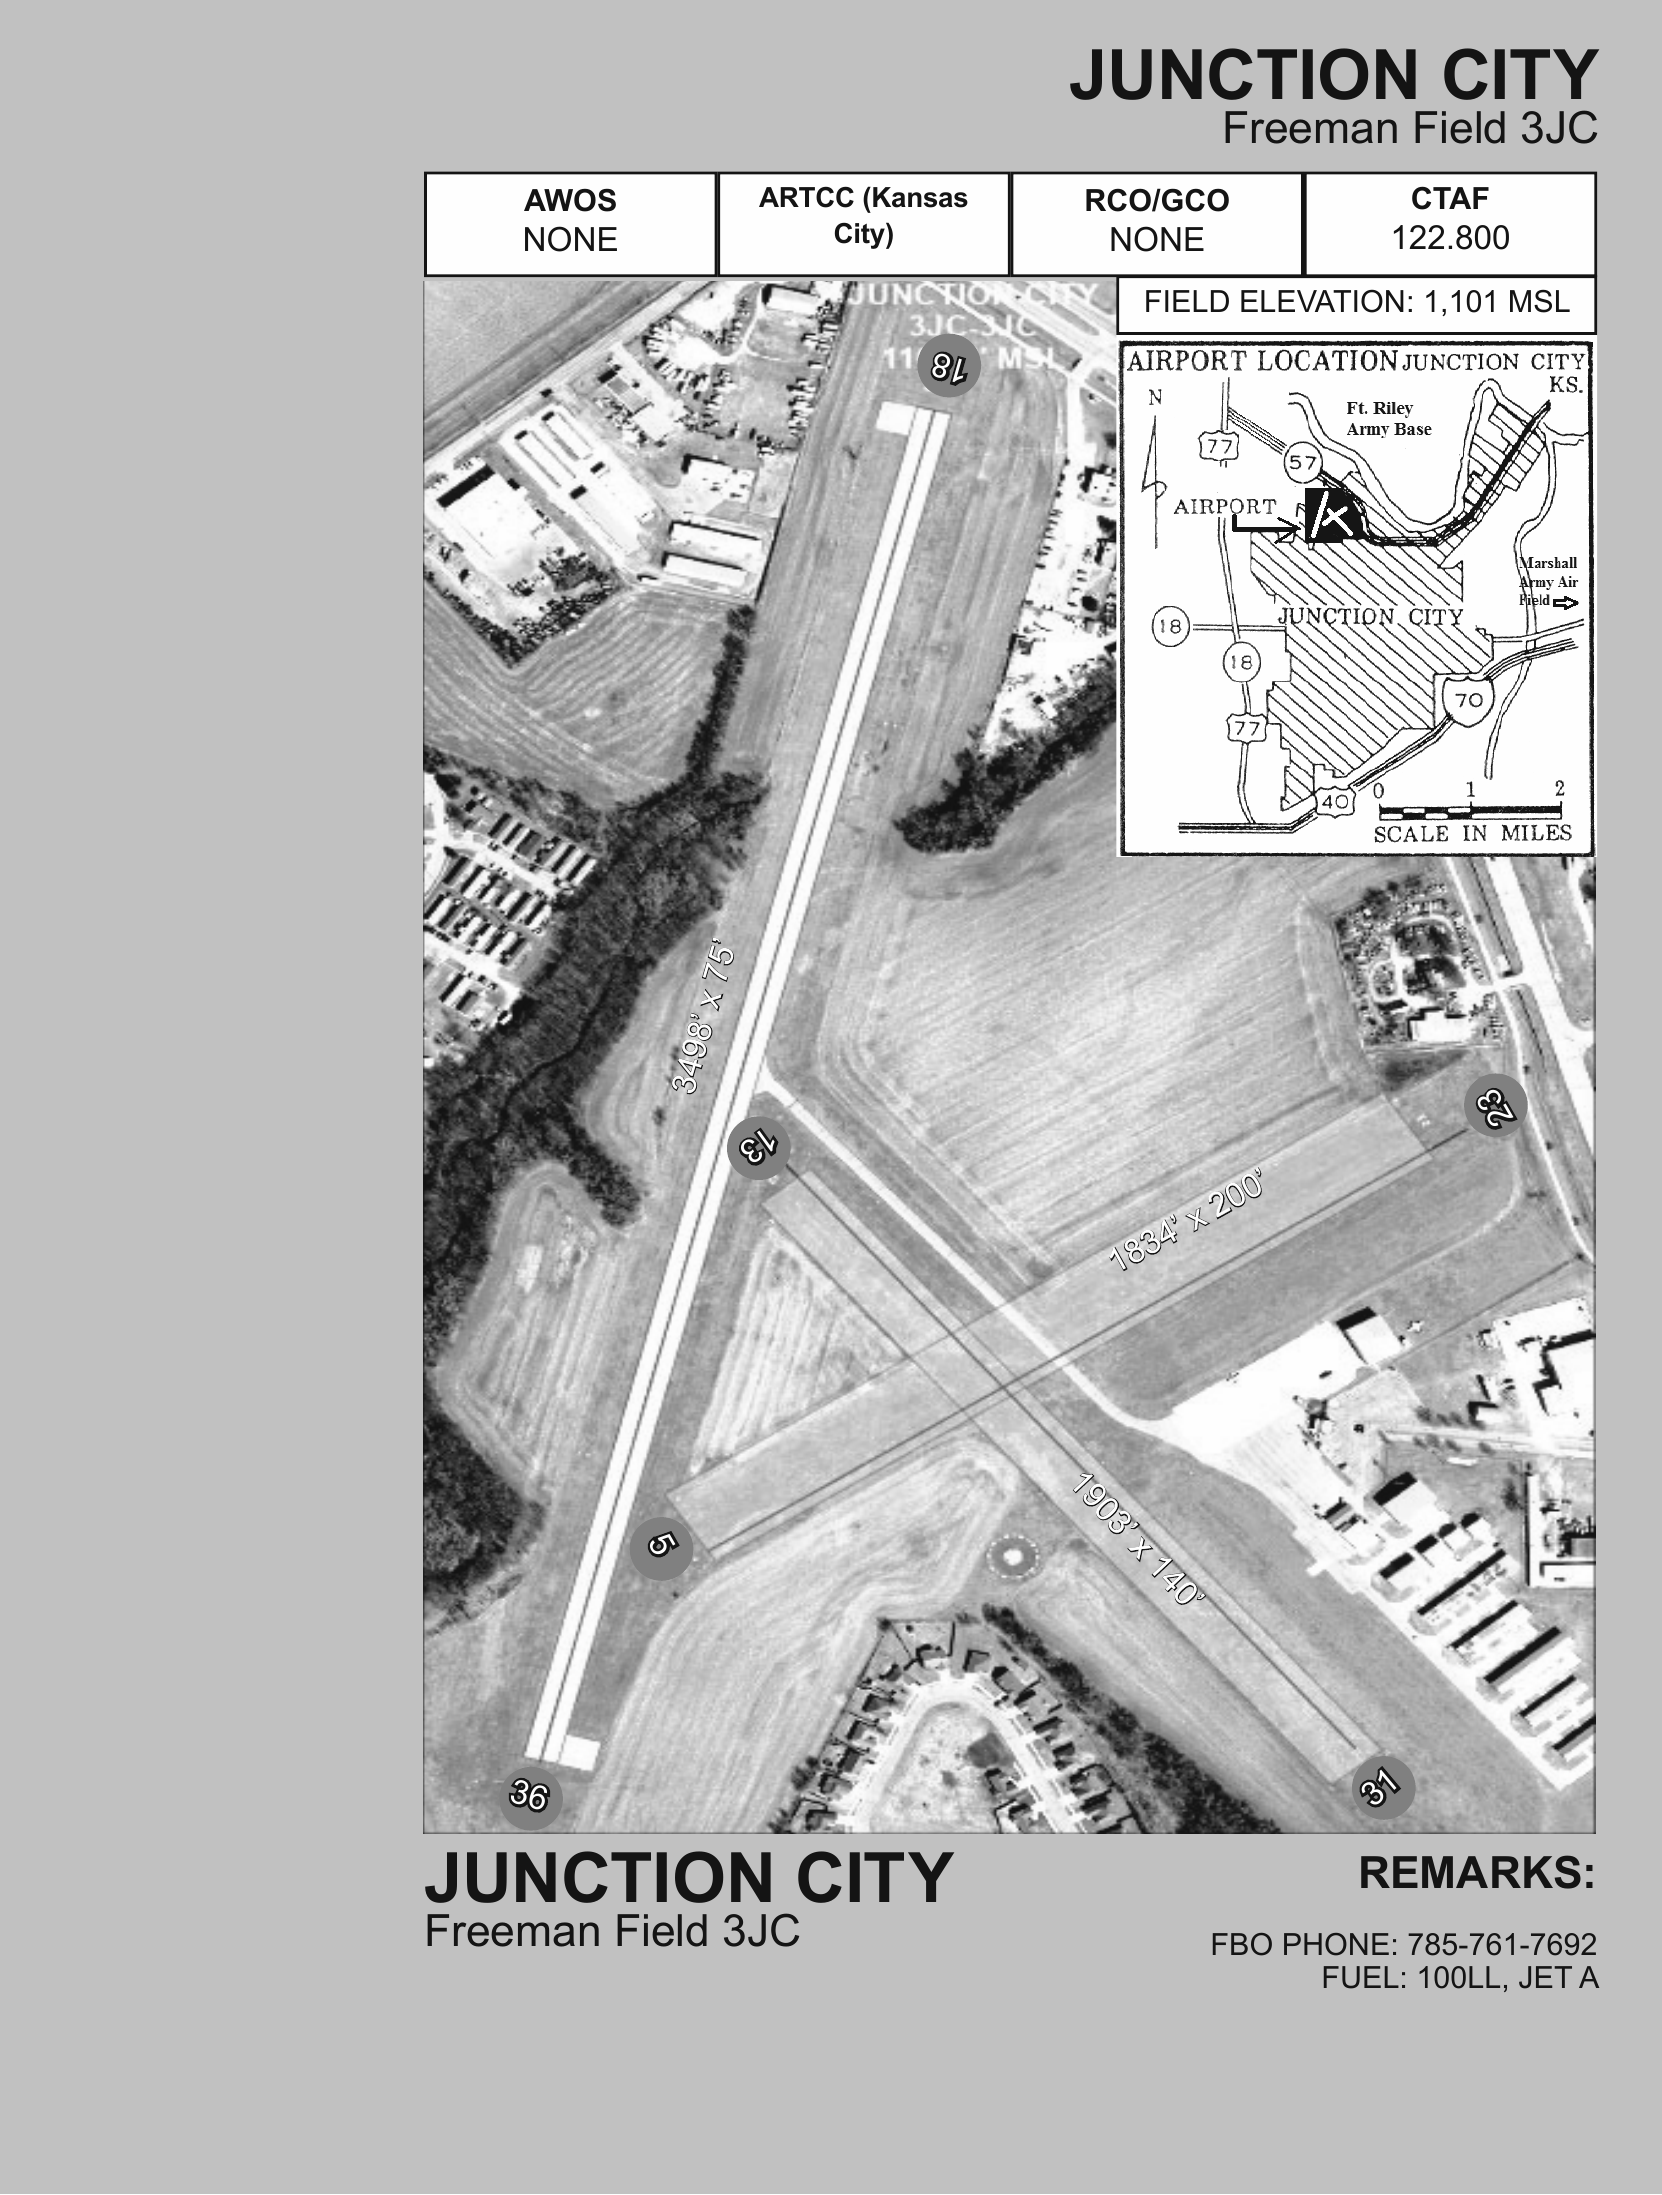 JUNCTION CITY
Freeman Field 3JC
AWOS
NONE
ARTCC (Kansas
City)
RCO/GCO
NONE
CTAF
122.800
FIELD ELEVATION: 1,101 MSL
JUNCTION CITY
3JC-3JC
MSL
18
AIRPORT LOCATION JUNCTION CITY
KS.
N
Ft. Riley
Army Base
77
57
AIRPORT
Marshall
Army Air
Field
JUNCTION CITY
18
18
70
77
40
0 1 2
SCALE IN MILES
3498' x 75'
13
23
1834' x 200'
5
1903' x 140'
36
31
JUNCTION CITY
Freeman Field 3JC
REMARKS:
FBO PHONE: 785-761-7692
FUEL: 100LL, JET A